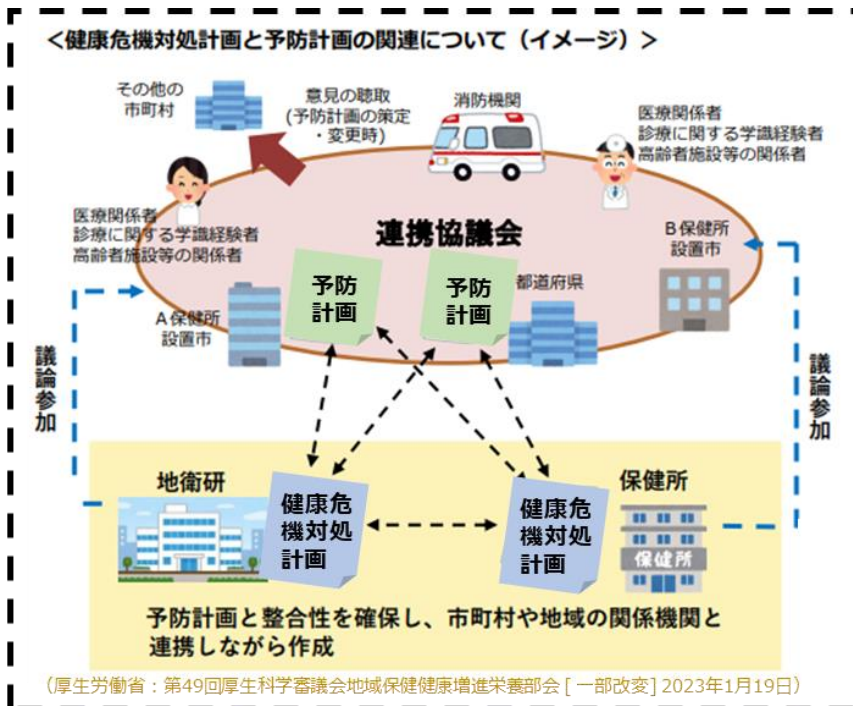 <健康危機対処計画と予防計画の関連について（イメージ）>
その他の
市町村
意見の聴取
(予防計画の策定
・変更時)
消防機関
医療関係者
診療に関する学識経験者
高齢者施設等の関係者
医療関係者
診療に関する学識経験者
高齢者施設等の関係者
連携協議会
B保健所
設置市
予防
計画
予防
計画
都道府県
A保健所
設置市
議論参加
議論参加
地衛研
健康危
機対処
計画
健康危
機対処
計画
保健所
保健所
予防計画と整合性を確保し、市町村や地域の関係機関と
連携しながら作成
（厚生労働省：第49回厚生科学審議会地域保健健康増進栄養部会 [ 一部改変] 2023年1月19日）